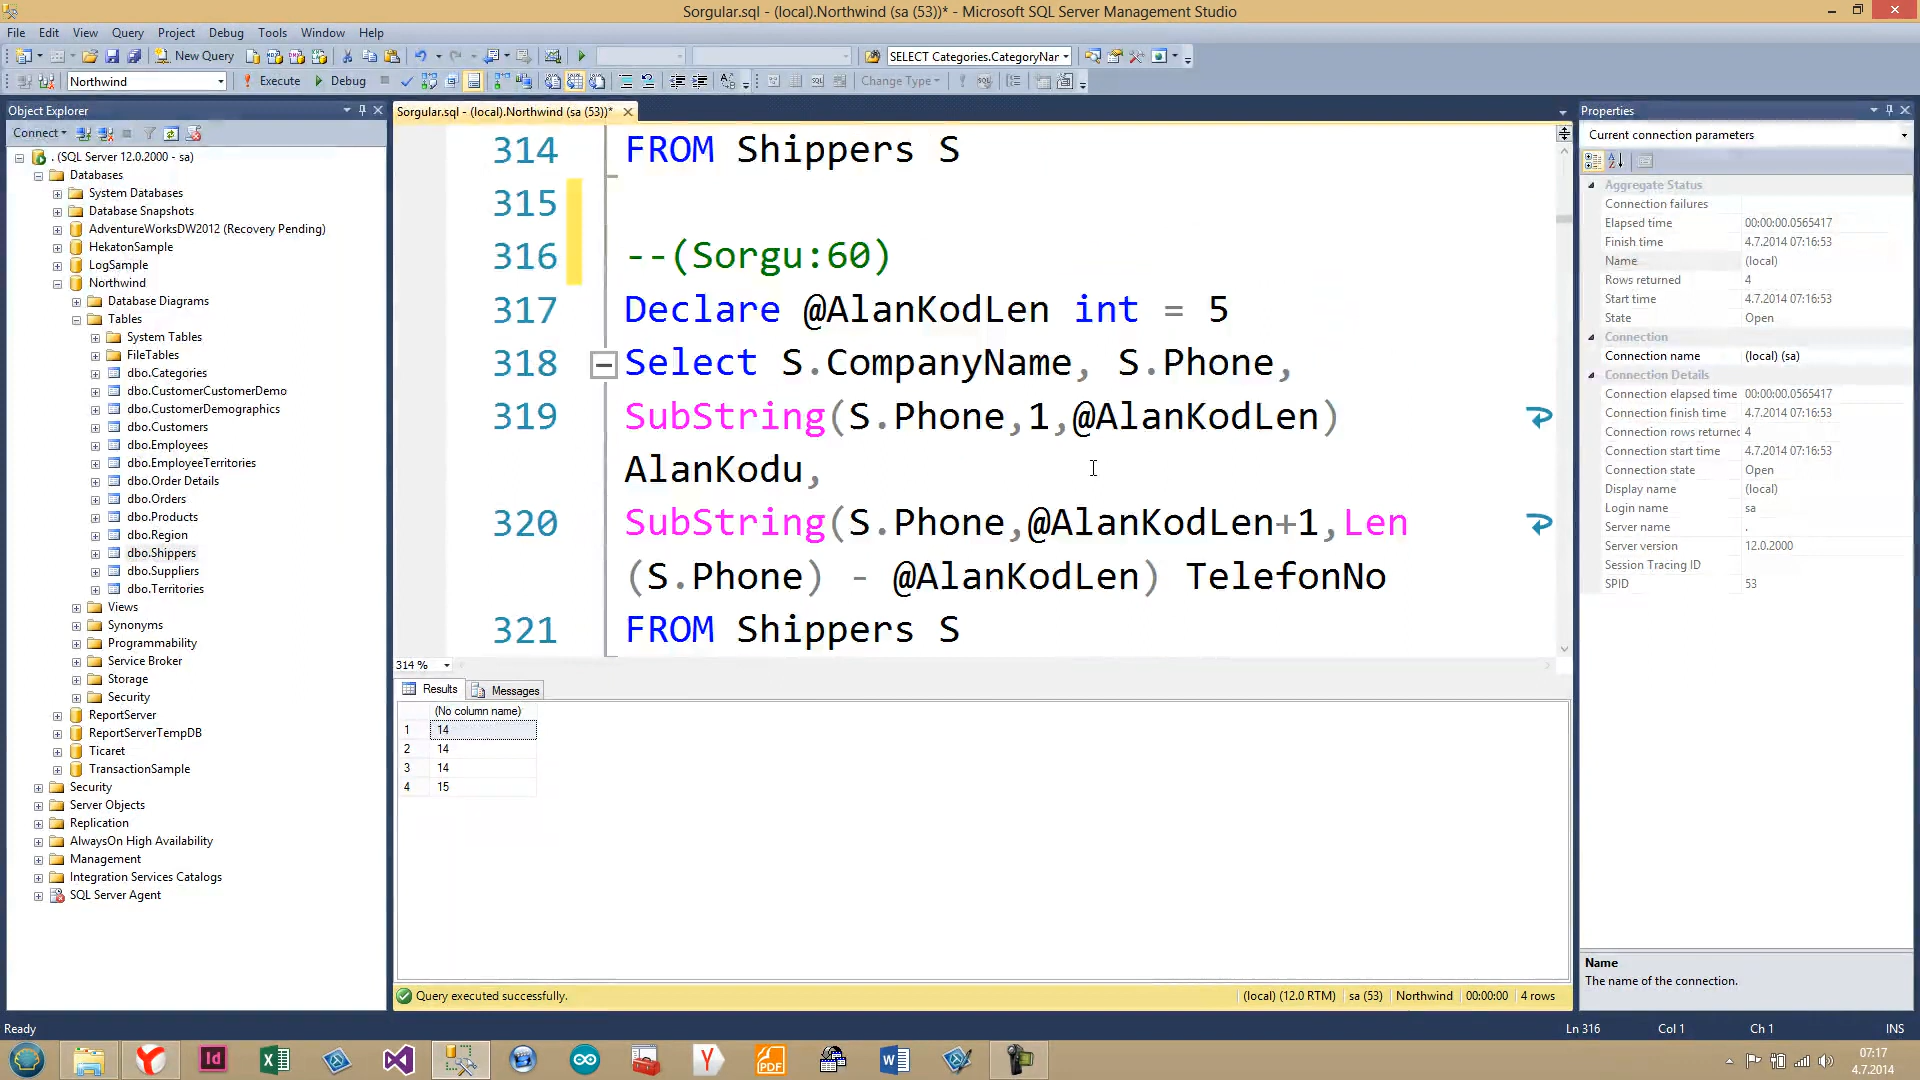 Sorgular.sql - (local).Northwind (sa (53))* - Microsoft SQL Server Management Studio
File Edit View Query Project Debug Tools Window Help
New Query SELECT Categories.CategoryNar
Northwind Execute Debug Change Type
Object Explorer
Connect
. (SQL Server 12.0.2000 - sa)
Databases
System Databases
Database Snapshots
AdventureWorksDW2012 (Recovery Pending)
HekatonSample
LogSample
Northwind
Database Diagrams
Tables
System Tables
FileTables
dbo.Categories
dbo.CustomerCustomerDemo
dbo.CustomerDemographics
dbo.Customers
dbo.Employees
dbo.EmployeeTerritories
dbo.Order Details
dbo.Orders
dbo.Products
dbo.Region
dbo.Shippers
dbo.Suppliers
dbo.Territories
Views
Synonyms
Programmability
Service Broker
Storage
Security
ReportServer
ReportServerTempDB
Ticaret
TransactionSample
Security
Server Objects
Replication
AlwaysOn High Availability
Management
Integration Services Catalogs
SQL Server Agent
Sorgular.sql - (local).Northwind (sa (53))*
314 FROM Shippers S
315
316 --(Sorgu:60)
317 Declare @AlanKodLen int = 5
318 Select S.CompanyName, S.Phone,
319 SubString(S.Phone,1,@AlanKodLen)
AlanKodu,
320 SubString(S.Phone,@AlanKodLen+1,Len
(S.Phone) - @AlanKodLen) TelefonNo
321 FROM Shippers S
314 %
Results Messages
(No column name)
1 14
2 14
3 14
4 15
Query executed successfully. (local) (12.0 RTM) sa (53) Northwind 00:00:00 4 rows
Properties
Current connection parameters
Aggregate Status
Connection failures
Elapsed time 00:00:00.0565417
Finish time 4.7.2014 07:16:53
Name (local)
Rows returned 4
Start time 4.7.2014 07:16:53
State Open
Connection
Connection name (local) (sa)
Connection Details
Connection elapsed time 00:00:00.0565417
Connection finish time 4.7.2014 07:16:53
Connection rows returned 4
Connection start time 4.7.2014 07:16:53
Connection state Open
Display name (local)
Login name sa
Server name .
Server version 12.0.2000
Session Tracing ID
SPID 53
Name
The name of the connection.
Ready Ln 316 Col 1 Ch 1 INS
07:17
4.7.2014